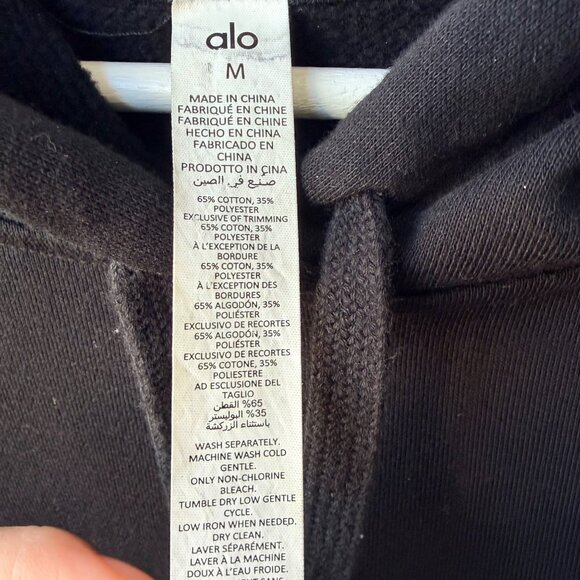 alo
M
MADE IN CHINA
FABRIQUÉ EN CHINE
FABRIQUÉ EN CHINE
HECHO EN CHINA
FABRICADO EN
CHINA
PRODOTTO IN CINA
صنع في الصين
65% COTTON, 35%
POLYESTER
EXCLUSIVE OF TRIMMING
65% COTON, 35%
POLYESTER
À L'EXCEPTION DE LA
BORDURE
65% COTON, 35%
POLYESTER
À L'EXCEPTION DES
BORDURES
65% ALGODÓN, 35%
POLIÉSTER
EXCLUSIVO DE RECORTES
65% ALGODÓN, 35%
POLIÉSTER
EXCLUSIVO DE RECORTES
65% COTONE, 35%
POLIESTERE
AD ESCLUSIONE DEL
TAGLIO
65% القطن
35% البوليستر
باستثناء الزركشة
WASH SEPARATELY.
MACHINE WASH COLD
GENTLE.
ONLY NON-CHLORINE
BLEACH.
TUMBLE DRY LOW GENTLE
CYCLE.
LOW IRON WHEN NEEDED.
DRY CLEAN.
LAVER SÉPARÉMENT.
LAVER À LA MACHINE
DOUX À L'EAU FROIDE.
SANS